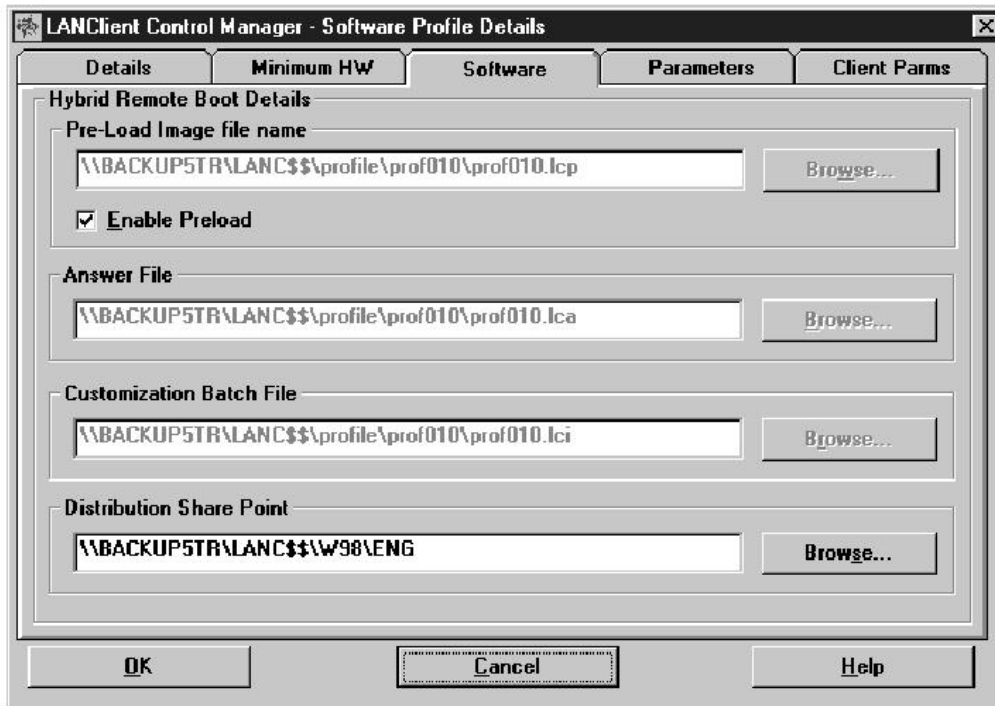 LANClient Control Manager - Software Profile Details
Details Minimum HW Software Parameters Client Parms
Hybrid Remote Boot Details
Pre-Load Image file name
\\BACKUP5TR\LANC$$\profile\prof010\prof010.lcp Browse...
Enable Preload
Answer File
\\BACKUP5TR\LANC$$\profile\prof010\prof010.lca Browse...
Customization Batch File
\\BACKUP5TR\LANC$$\profile\prof010\prof010.lci Browse...
Distribution Share Point
\\BACKUP5TR\LANC$$\W98\ENG Browse...
OK Cancel Help